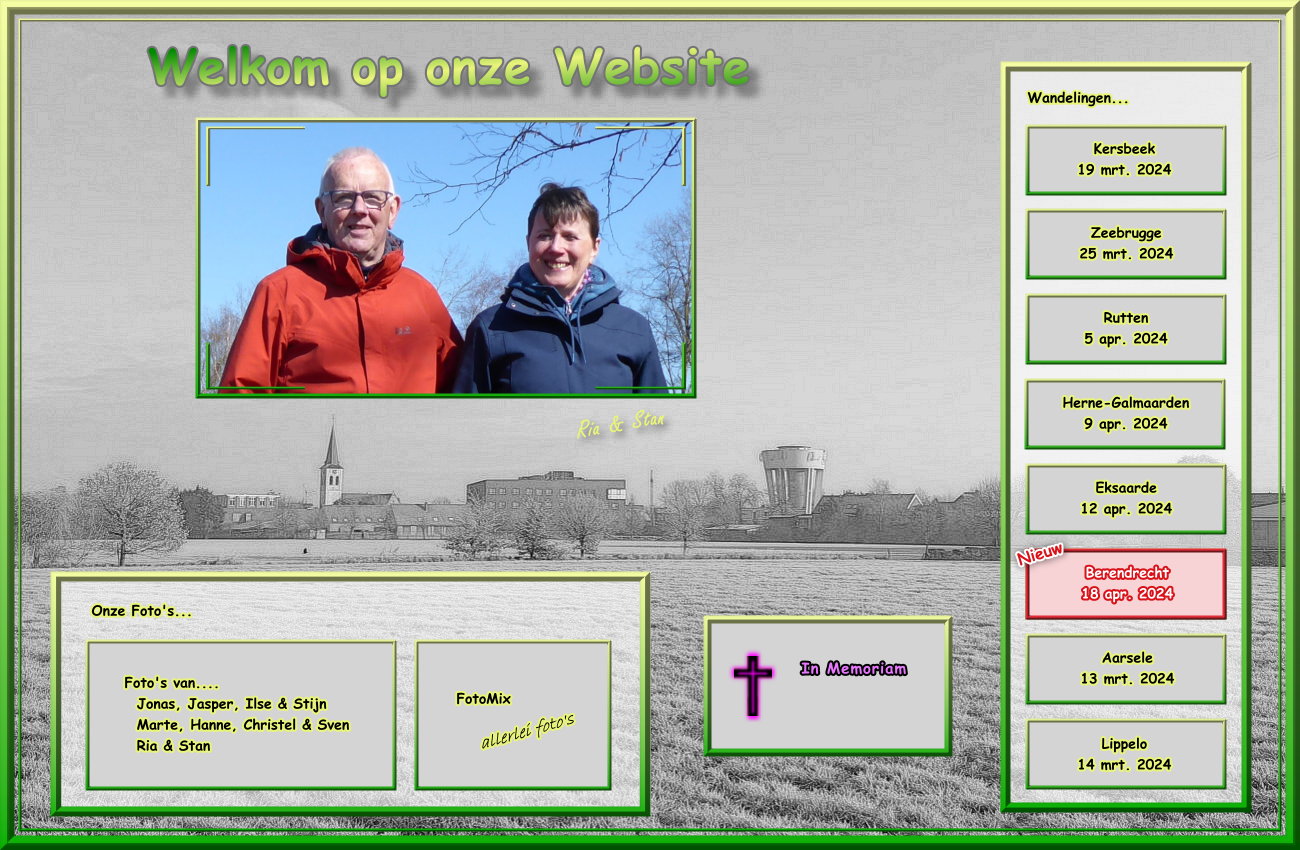 Welkom op onze Website
Ria & Stan
Onze Foto's...
Foto's van....
Jonas, Jasper, Ilse & Stijn
Marte, Hanne, Christel & Sven
Ria & Stan
FotoMix
allerlei foto's
In Memoriam
Wandelingen...
Kersbeek
19 mrt. 2024
Zeebrugge
25 mrt. 2024
Rutten
5 apr. 2024
Herne-Galmaarden
9 apr. 2024
Eksaarde
12 apr. 2024
Nieuw
Berendrecht
18 apr. 2024
Aarsele
13 mrt. 2024
Lippelo
14 mrt. 2024